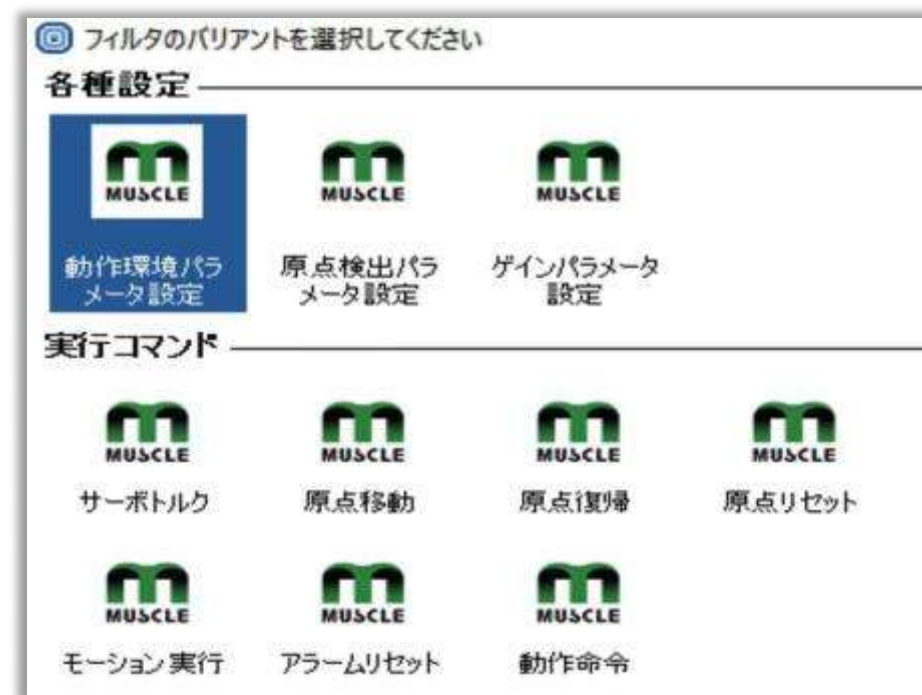 フィルタのバリアントを選択してください
各種設定
MUSCLE MUSCLE MUSCLE
動作環境パラ 原点検出パラ ゲインパラメータ
メータ設定 メータ設定 設定
実行コマンド
MUSCLE MUSCLE MUSCLE MUSCLE
サーボトルク 原点移動 原点復帰 原点リセット
MUSCLE MUSCLE MUSCLE
モーション実行 アラームリセット 動作命令